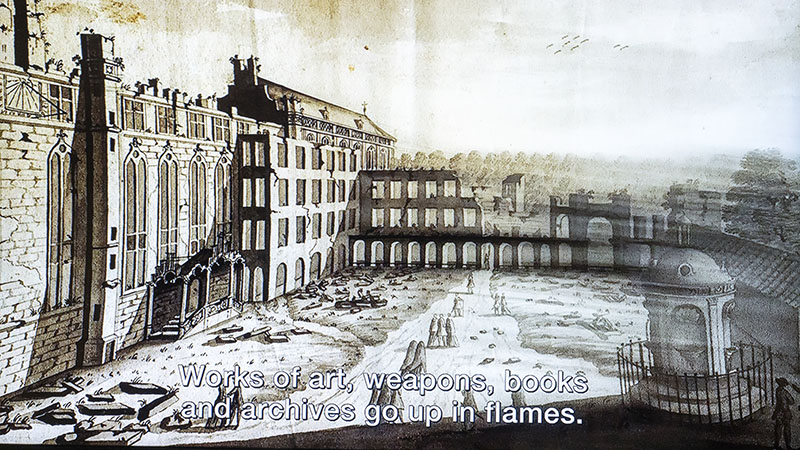 Works of art, weapons, books
and archives go up in flames.